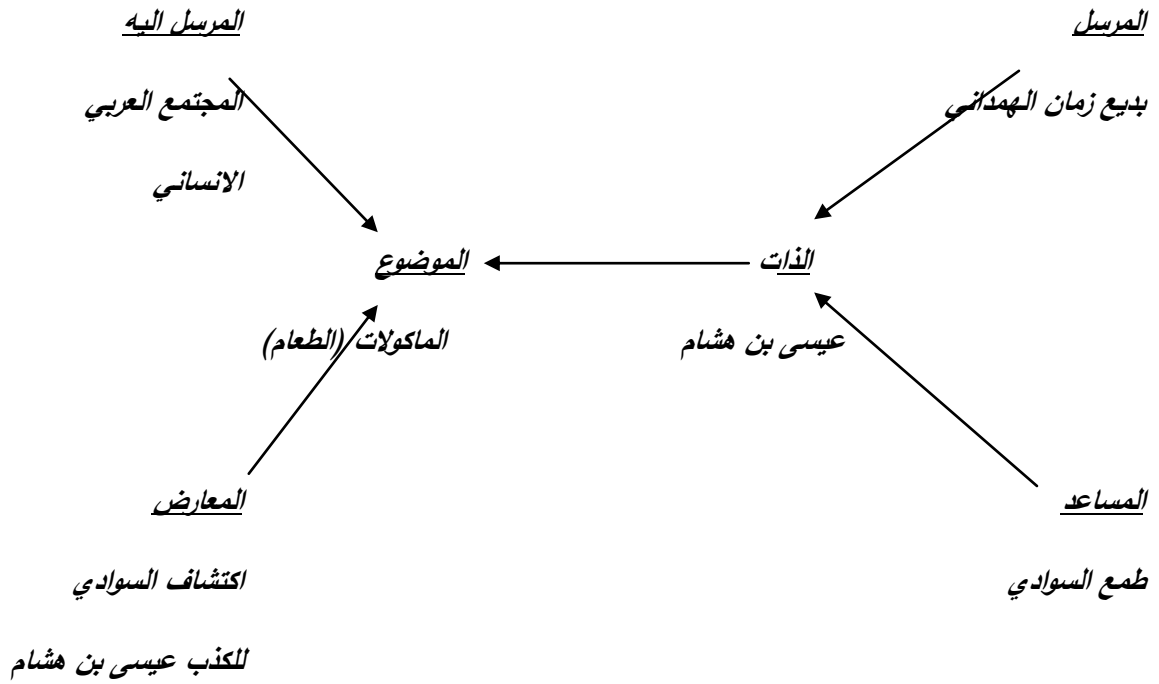 المرسل
المرسل اليه
بديع زمان الهمداني
المجتمع العربي
الانساني
الذات
الموضوع
عيسى بن هشام
الماكولات (الطعام)
المساعد
المعارض
طمع السوادي
اكتشاف السوادي
للكذب عيسى بن هشام